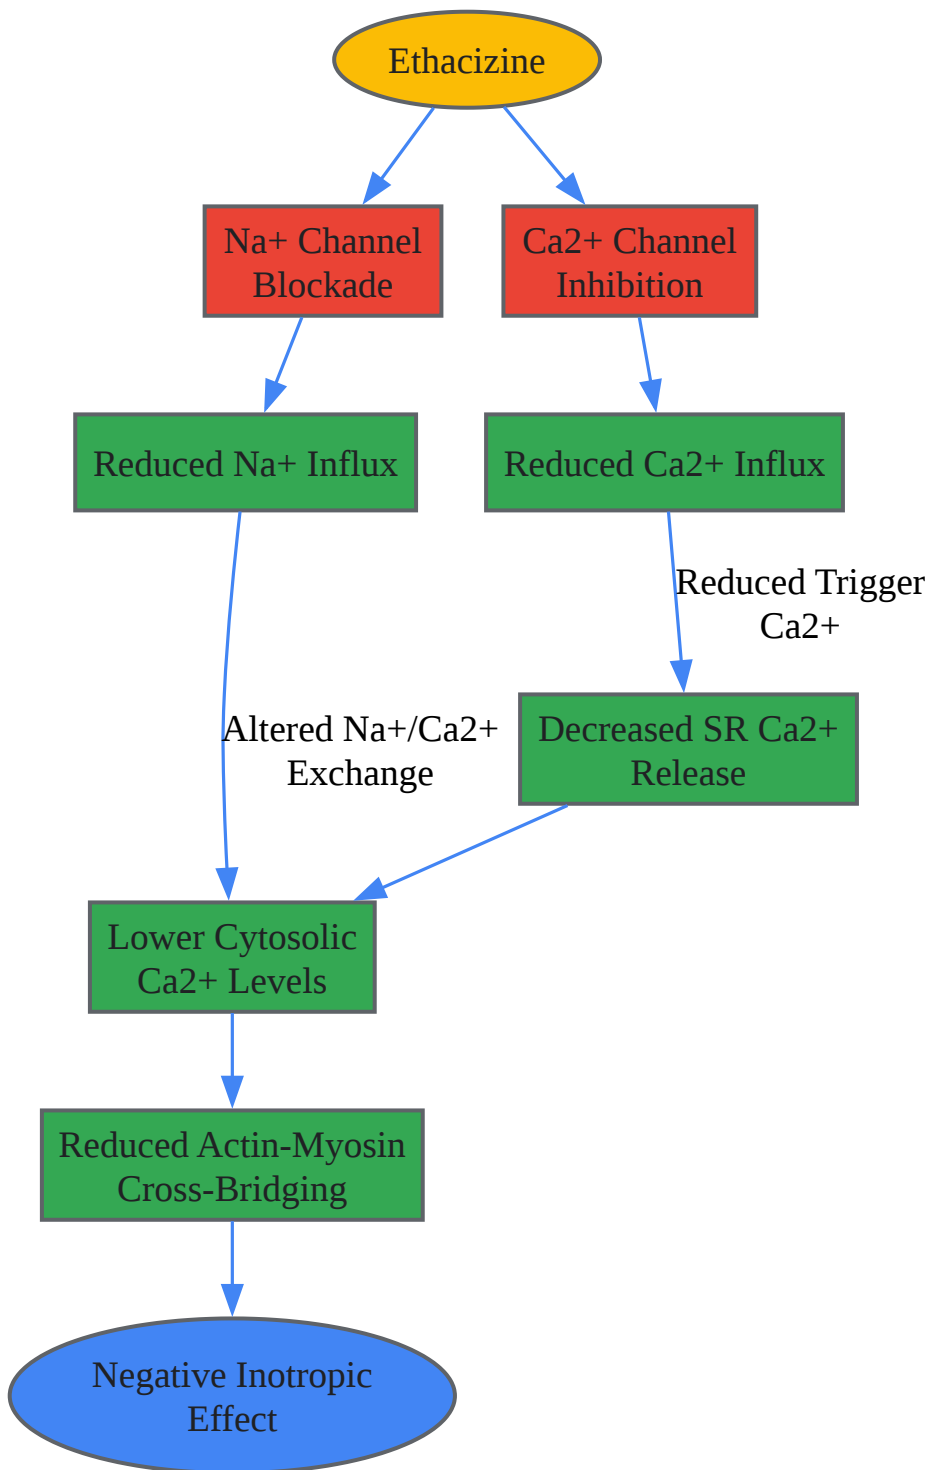 Ethacizine
Na+ Channel
Blockade
Ca2+ Channel
Inhibition
Reduced Na+ Influx
Reduced Ca2+ Influx
Reduced Trigger
Ca2+
Altered Na+/Ca2+
Exchange
Decreased SR Ca2+
Release
Lower Cytosolic
Ca2+ Levels
Reduced Actin-Myosin
Cross-Bridging
Negative Inotropic
Effect